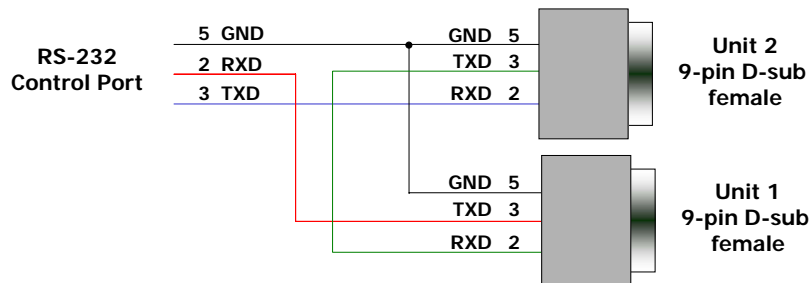 RS-232
Control Port
5 GND
2 RXD
3 TXD
GND 5
TXD 3
RXD 2
Unit 2
9-pin D-sub
female
GND 5
TXD 3
RXD 2
Unit 1
9-pin D-sub
female